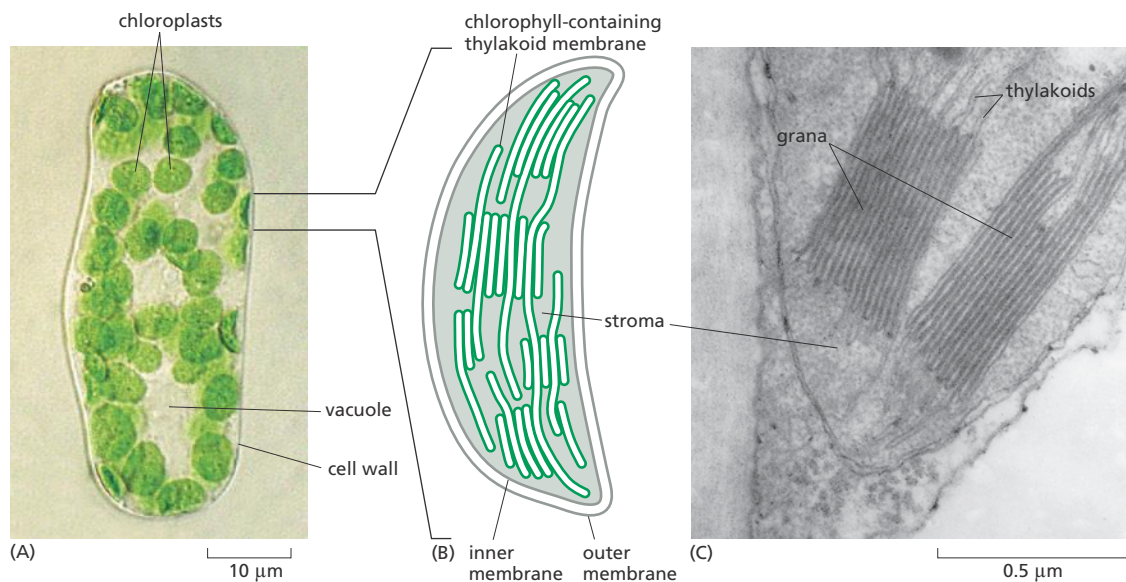 chloroplasts
chlorophyll-containing
thylakoid membrane
thylakoids
grana
stroma
vacuole
cell wall
(A)
10 μm
(B)
inner
membrane
outer
membrane
(C)
0.5 μm